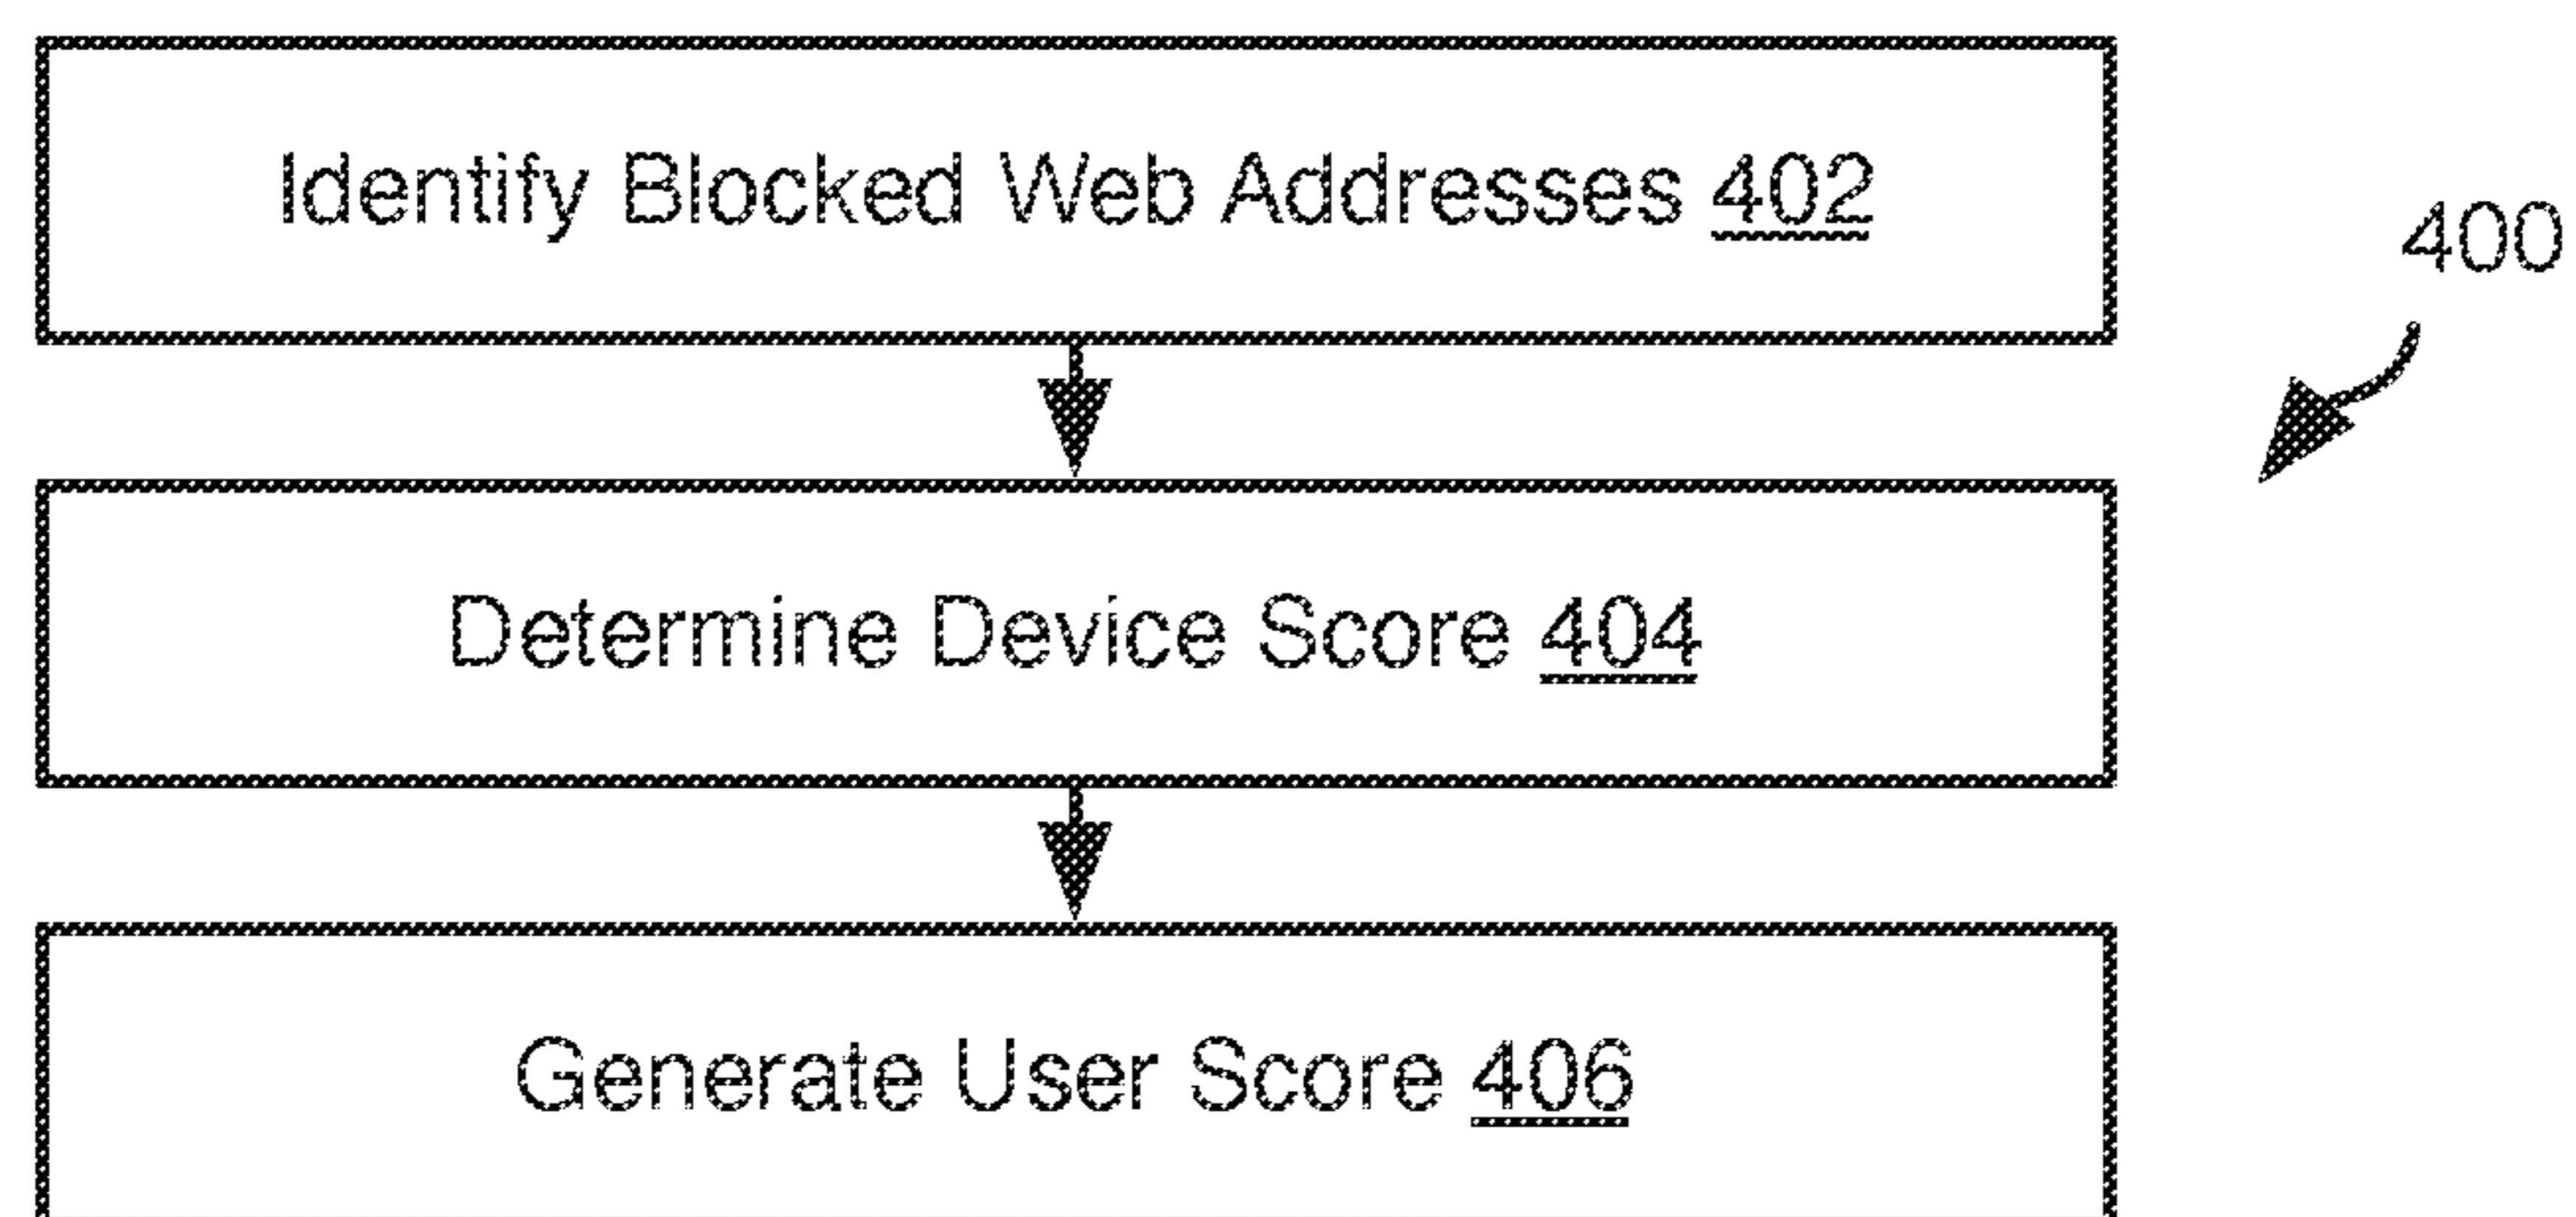 Identify Blocked Web Addresses 402
400
Determine Device Score 404
Generate User Score 406